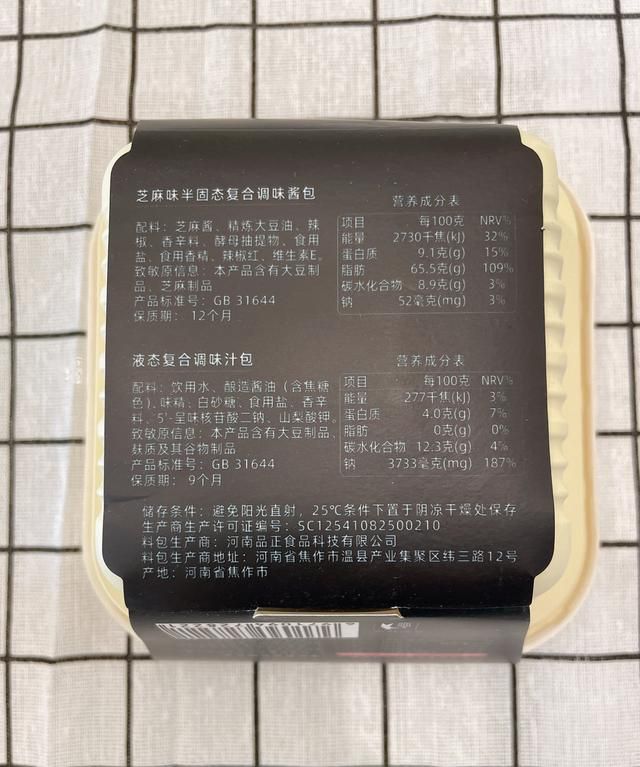 芝麻味半固态复合调味酱包
配料：芝麻酱、精炼大豆油、辣
椒、香辛料、酵母抽提物、食用
盐、食用香精、辣椒红、维生素E。
致敏原信息：本产品含有大豆制
品、芝麻制品
产品标准号：GB 31644
保质期： 12个月
营养成分表
项目 每100克 NRV%
能量 2730千焦(kJ) 32%
蛋白质 9.1克(g) 15%
脂肪 65.5克(g) 109%
碳水化合物 8.9克(g) 3%
钠 52毫克(mg) 3%
液态复合调味汁包
配料：饮用水、酿造酱油（含焦糖
色）、味精、白砂糖、食用盐、香辛
料、5'-呈味核苷酸二钠、山梨酸钾。
致敏原信息：本产品含有大豆制品、
麸质及其谷物制品
产品标准号：GB 31644
保质期： 9个月
营养成分表
项目 每100克 NRV%
能量 277千焦(kJ) 3%
蛋白质 4.0克(g) 7%
脂肪 0克(g) 0%
碳水化合物 12.3克(g) 4%
钠 3733毫克(mg) 187%
储存条件：避免阳光直射，25℃条件下置于阴凉干燥处保存
生产商生产许可证编号：SC12541082500210
料包生产商：河南品正食品科技有限公司
料包生产商地址：河南省焦作市温县产业集聚区纬三路12号
产地：河南省焦作市